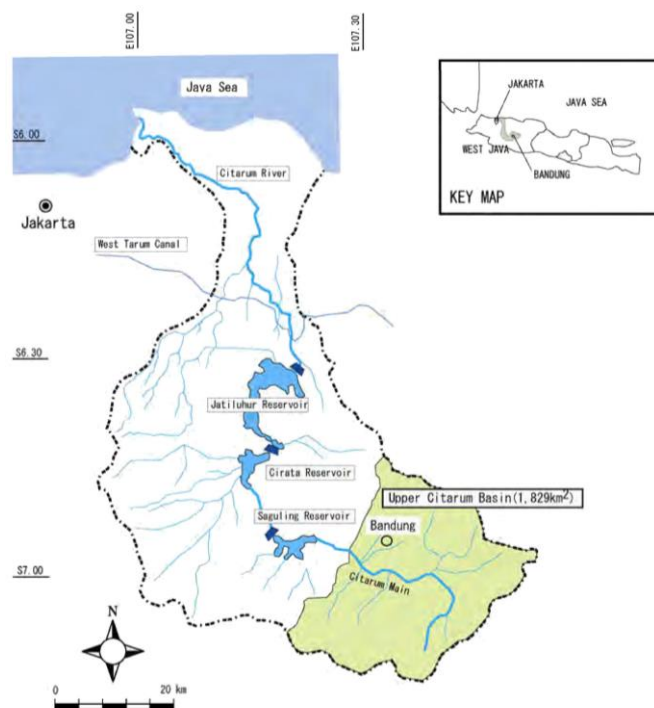 E107.00
E107.30
Java Sea
S6.00
Citarum River
Jakarta
West Tarum Canal
S6.30
Jatiluhur Reservoir
Cirata Reservoir
Upper Citarum Basin(1,829km2)
Saguling Reservoir
Bandung
S7.00
Citarum Main
N
0 20 km
JAKARTA
JAVA SEA
WEST JAVA
BANDUNG
KEY MAP